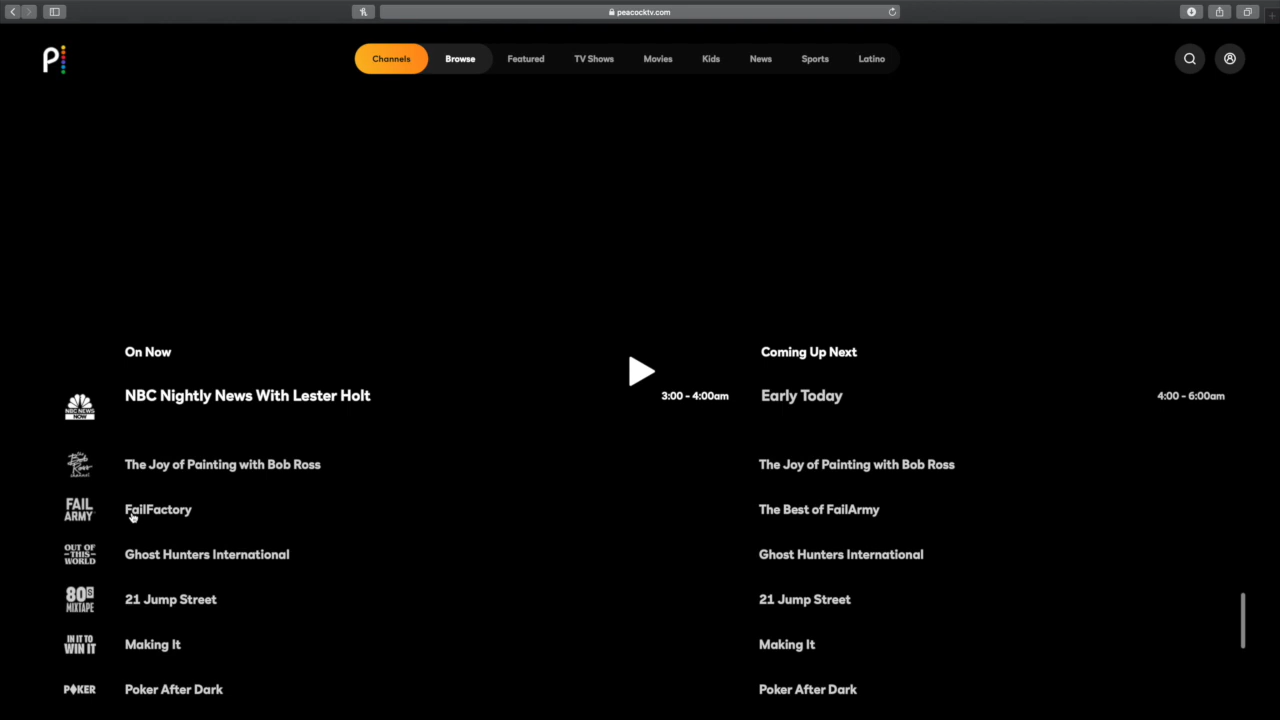 peacocktv.com
P
Channels Browse Featured TV Shows Movies Kids News Sports Latino
On Now Coming Up Next
NBC NEWS
NOW
NBC Nightly News With Lester Holt 3:00 - 4:00am Early Today 4:00 - 6:00am
the
Bob
Ross
channel
The Joy of Painting with Bob Ross The Joy of Painting with Bob Ross
FAIL
ARMY
FailFactory The Best of FailArmy
OUT OF
THIS
WORLD
Ghost Hunters International Ghost Hunters International
80s
MIXTAPE
21 Jump Street 21 Jump Street
IN IT TO
WIN IT
Making It Making It
POKER Poker After Dark Poker After Dark